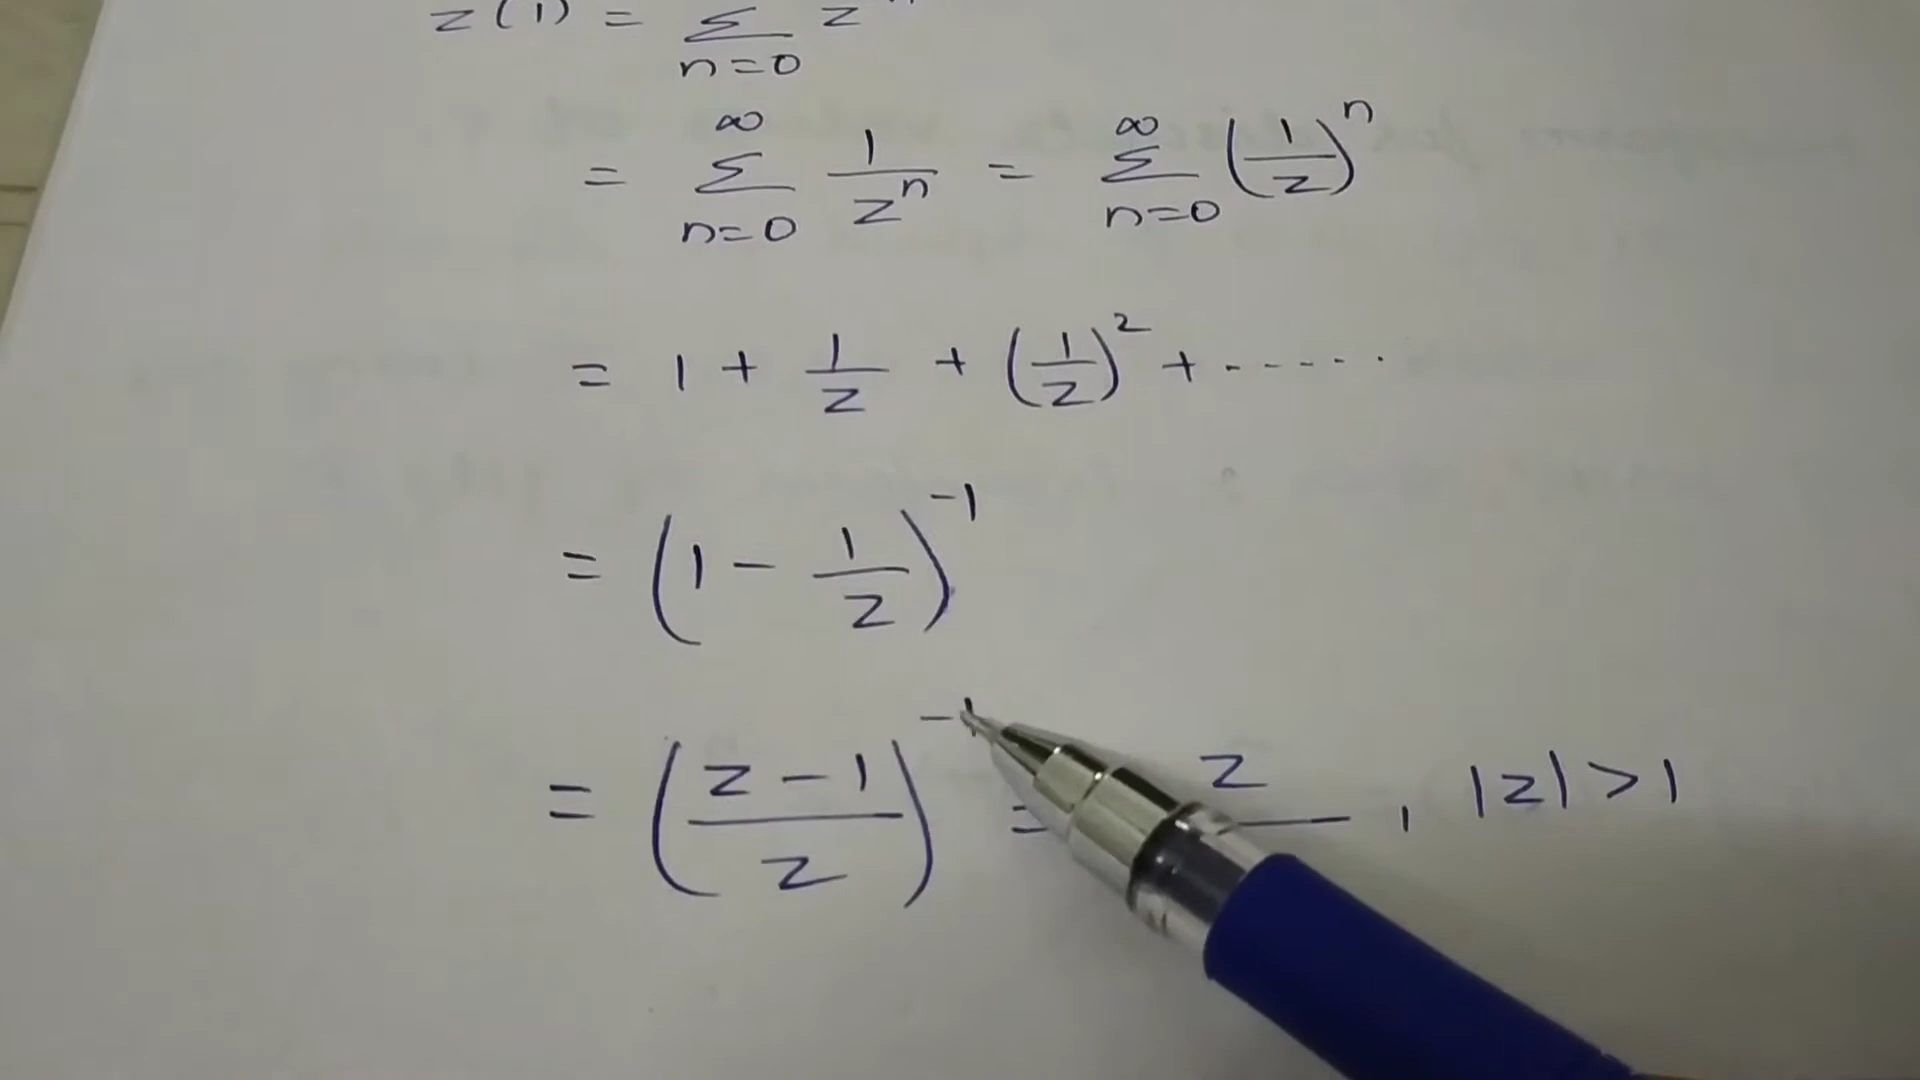 z(1) = Σ_{n=0} z
= Σ_{n=0}^{∞} 1/z^n = Σ_{n=0}^{∞} (1/z)^n
= 1 + 1/z + (1/z)^2 + ......
= (1 - 1/z)^{-1}
= ((z - 1)/z)^{-1} = z/ , |z| > 1